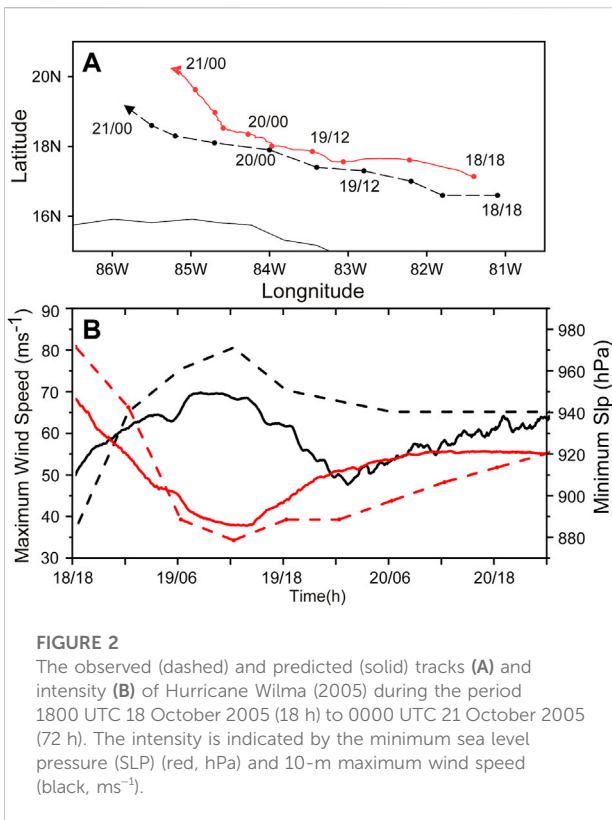 A
20N
18N
16N
Latitude
21/00
20/00
19/12
18/18
21/00
20/00
19/12
18/18
86W 85W 84W 83W 82W 81W
Longnitude
B
90
80
70
60
50
40
30
Maximum Wind Speed (ms⁻¹)
980
960
940
920
900
880
Minimum Slp (hPa)
18/18 19/06 19/18 20/06 20/18
Time(h)
FIGURE 2
The observed (dashed) and predicted (solid) tracks (A) and
intensity (B) of Hurricane Wilma (2005) during the period
1800 UTC 18 October 2005 (18 h) to 0000 UTC 21 October 2005
(72 h). The intensity is indicated by the minimum sea level
pressure (SLP) (red, hPa) and 10-m maximum wind speed
(black, ms⁻¹).